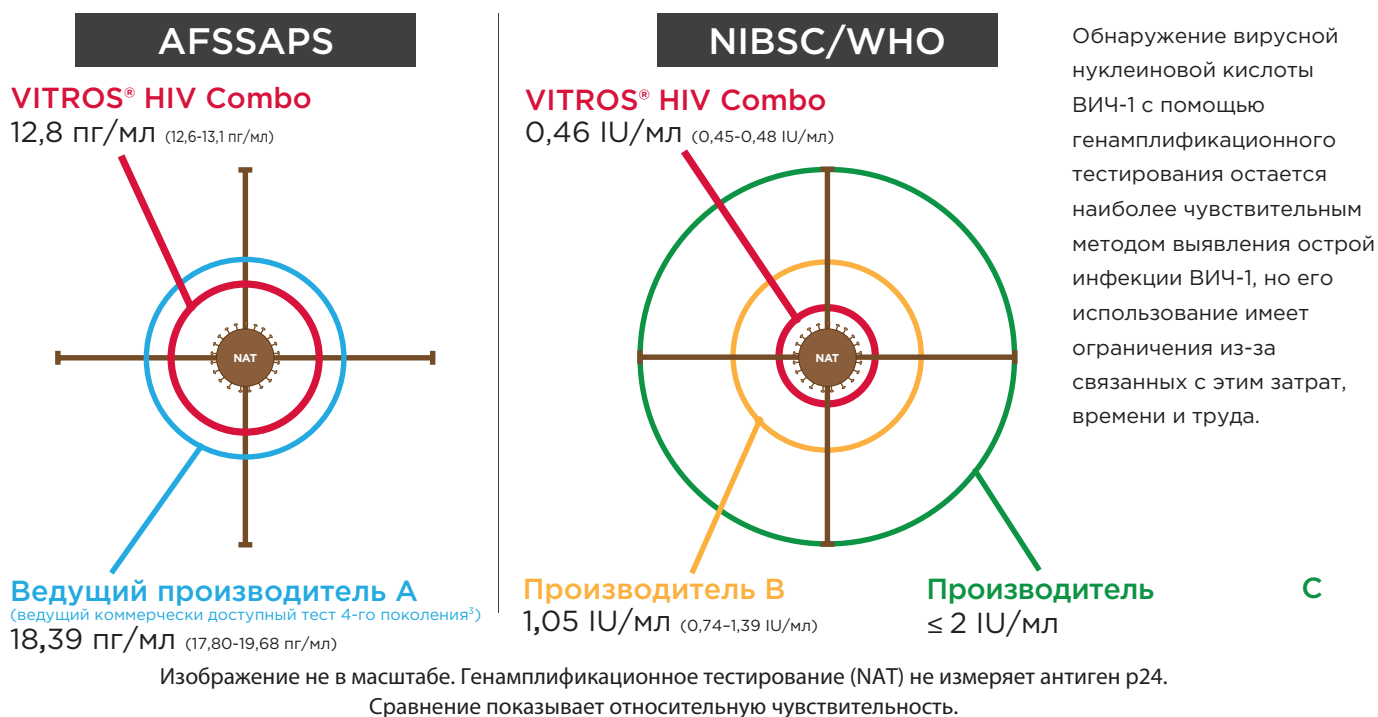 AFSSAPS
VITROS® HIV Combo
12,8 пг/мл (12,6-13,1 пг/мл)
NAT
Ведущий производитель A
(ведущий коммерчески доступный тест 4-го поколения³)
18,39 пг/мл (17,80-19,68 пг/мл)
NIBSC/WHO
VITROS® HIV Combo
0,46 IU/мл (0,45-0,48 IU/мл)
NAT
Производитель B
1,05 IU/мл (0,74–1,39 IU/мл)
Производитель C
≤ 2 IU/мл
Обнаружение вирусной
нуклеиновой кислоты
ВИЧ-1 с помощью
генамплификационного
тестирования остается
наиболее чувствительным
методом выявления острой
инфекции ВИЧ-1, но его
использование имеет
ограничения из-за
связанных с этим затрат,
времени и труда.
Изображение не в масштабе. Генамплификационное тестирование (NAT) не измеряет антиген p24.
Сравнение показывает относительную чувствительность.